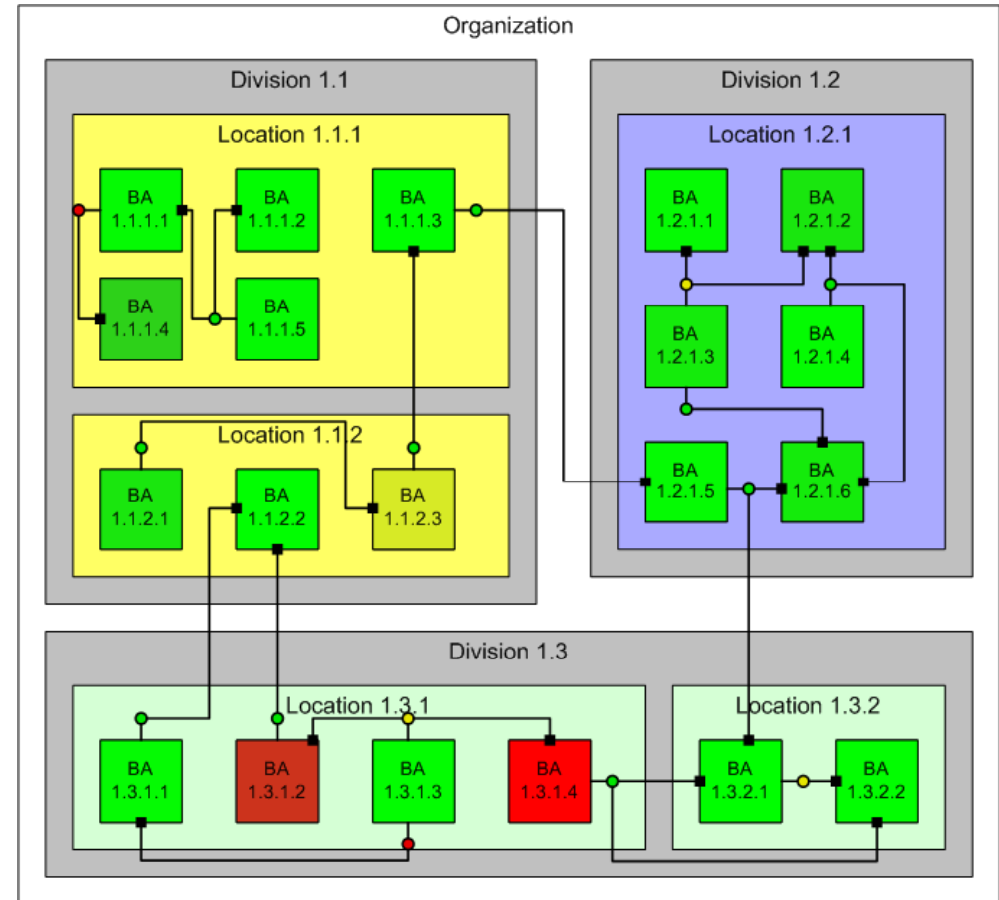 Organization
Division 1.1
Location 1.1.1
BA
1.1.1.1
BA
1.1.1.2
BA
1.1.1.3
BA
1.1.1.4
BA
1.1.1.5
Location 1.1.2
BA
1.1.2.1
BA
1.1.2.2
BA
1.1.2.3
Division 1.2
Location 1.2.1
BA
1.2.1.1
BA
1.2.1.2
BA
1.2.1.3
BA
1.2.1.4
BA
1.2.1.5
BA
1.2.1.6
Division 1.3
Location 1.3.1
BA
1.3.1.1
BA
1.3.1.2
BA
1.3.1.3
BA
1.3.1.4
Location 1.3.2
BA
1.3.2.1
BA
1.3.2.2